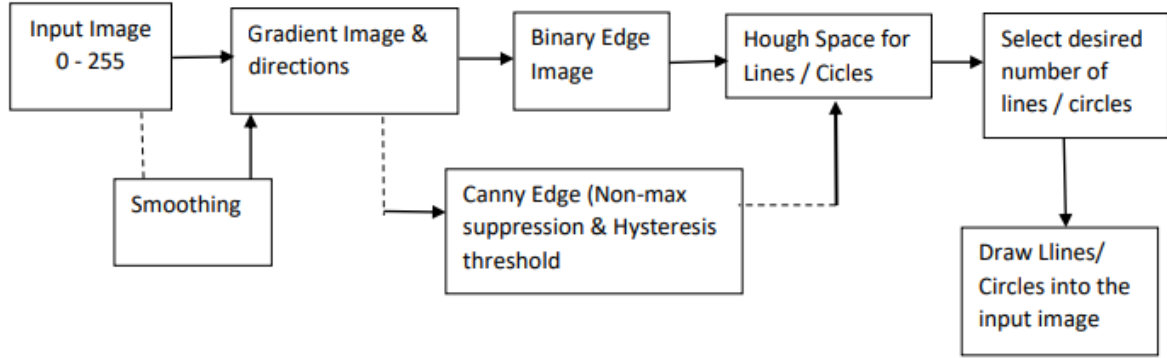 Input Image
0 - 255
Gradient Image &
directions
Binary Edge
Image
Hough Space for
Lines / Cicles
Select desired
number of
lines / circles
Smoothing
Canny Edge (Non-max
suppression & Hysteresis
threshold
Draw Llines/
Circles into the
input image